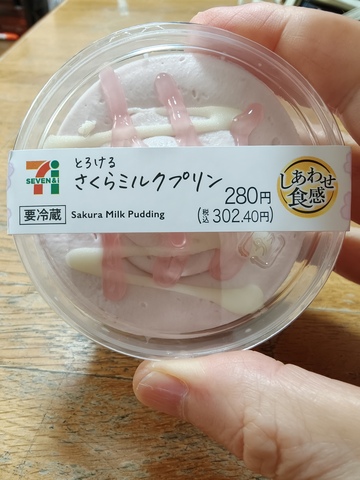 とろける
さくらミルクプリン
7i
SEVEN&i
要冷蔵
Sakura Milk Pudding
280円
(税込302.40円)
しあわせ
食感